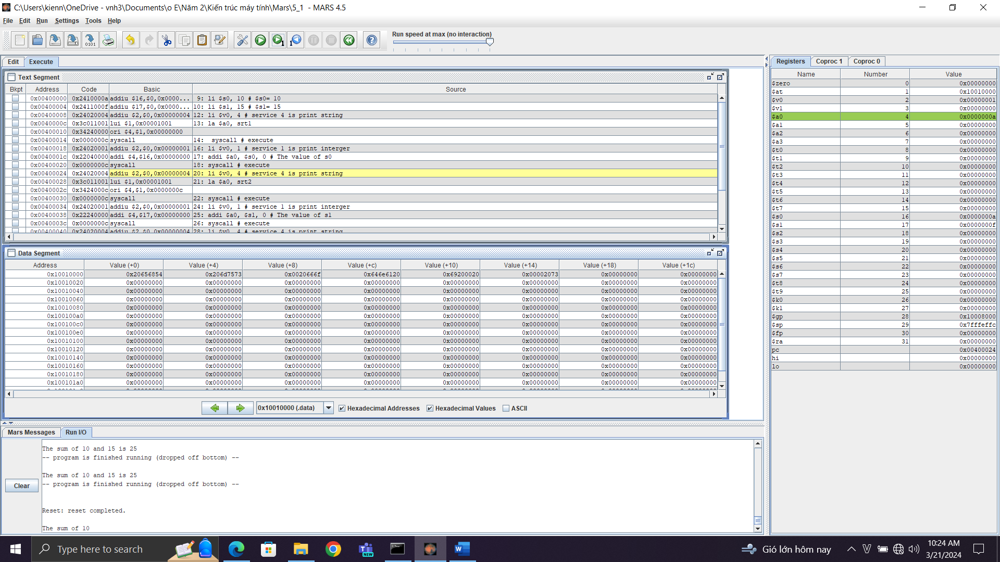 C:\Users\kienn\OneDrive - vnh3\Documents\o E\Năm 2\Kiến trúc máy tính\Mars\5_1 - MARS 4.5
File Edit Run Settings Tools Help
Run speed at max (no interaction)
Edit Execute
Text Segment
Bkpt Address Code Basic Source
0x00400000 0x2410000a addiu $16,$0,0x0000... 9: li $s0, 10 # $s0= 10
0x00400004 0x2411000f addiu $17,$0,0x0000... 10: li $s1, 15 # $s1= 15
0x00400008 0x24020004 addiu $2,$0,0x00000004 12: li $v0, 4 # service 4 is print string
0x0040000c 0x3c011001 lui $1,0x00001001 13: la $a0, srt1
0x00400010 0x34240000 ori $4,$1,0x00000000
0x00400014 0x0000000c syscall 14: syscall # execute
0x00400018 0x24020001 addiu $2,$0,0x00000001 16: li $v0, 1 # service 1 is print interger
0x0040001c 0x22040000 addi $4,$16,0x00000000 17: addi $a0, $s0, 0 # The value of s0
0x00400020 0x0000000c syscall 18: syscall # execute
0x00400024 0x24020004 addiu $2,$0,0x00000004 20: li $v0, 4 # service 4 is print string
0x00400028 0x3c011001 lui $1,0x00001001 21: la $a0, srt2
0x0040002c 0x3424000c ori $4,$1,0x0000000c
0x00400030 0x0000000c syscall 22: syscall # execute
0x00400034 0x24020001 addiu $2,$0,0x00000001 24: li $v0, 1 # service 1 is print interger
0x00400038 0x22240000 addi $4,$17,0x00000000 25: addi $a0, $s1, 0 # The value of s1
0x0040003c 0x0000000c syscall 26: syscall # execute
0x00400040 0x24020004 addiu $2,$0,0x00000004 28: li $v0, 4 # service 4 is print string
Data Segment
Address Value (+0) Value (+4) Value (+8) Value (+c) Value (+10) Value (+14) Value (+18) Value (+1c)
0x10010000 0x20656854 0x206d7573 0x0020666f 0x646e6120 0x69200020 0x00002073 0x00000000 0x00000000
0x10010020 0x00000000 0x00000000 0x00000000 0x00000000 0x00000000 0x00000000 0x00000000 0x00000000
0x10010040 0x00000000 0x00000000 0x00000000 0x00000000 0x00000000 0x00000000 0x00000000 0x00000000
0x10010060 0x00000000 0x00000000 0x00000000 0x00000000 0x00000000 0x00000000 0x00000000 0x00000000
0x10010080 0x00000000 0x00000000 0x00000000 0x00000000 0x00000000 0x00000000 0x00000000 0x00000000
0x100100a0 0x00000000 0x00000000 0x00000000 0x00000000 0x00000000 0x00000000 0x00000000 0x00000000
0x100100c0 0x00000000 0x00000000 0x00000000 0x00000000 0x00000000 0x00000000 0x00000000 0x00000000
0x100100e0 0x00000000 0x00000000 0x00000000 0x00000000 0x00000000 0x00000000 0x00000000 0x00000000
0x10010100 0x00000000 0x00000000 0x00000000 0x00000000 0x00000000 0x00000000 0x00000000 0x00000000
0x10010120 0x00000000 0x00000000 0x00000000 0x00000000 0x00000000 0x00000000 0x00000000 0x00000000
0x10010140 0x00000000 0x00000000 0x00000000 0x00000000 0x00000000 0x00000000 0x00000000 0x00000000
0x10010160 0x00000000 0x00000000 0x00000000 0x00000000 0x00000000 0x00000000 0x00000000 0x00000000
0x10010180 0x00000000 0x00000000 0x00000000 0x00000000 0x00000000 0x00000000 0x00000000 0x00000000
0x100101a0 0x00000000 0x00000000 0x00000000 0x00000000 0x00000000 0x00000000 0x00000000 0x00000000
0x10010000 (.data) Hexadecimal Addresses Hexadecimal Values ASCII
Mars Messages Run I/O
Clear
The sum of 10 and 15 is 25
-- program is finished running (dropped off bottom) --
The sum of 10 and 15 is 25
-- program is finished running (dropped off bottom) --
Reset: reset completed.
The sum of 10
Registers Coproc 1 Coproc 0
Name Number Value
$zero 0 0x00000000
$at 1 0x10010000
$v0 2 0x00000001
$v1 3 0x00000000
$a0 4 0x0000000a
$a1 5 0x00000000
$a2 6 0x00000000
$a3 7 0x00000000
$t0 8 0x00000000
$t1 9 0x00000000
$t2 10 0x00000000
$t3 11 0x00000000
$t4 12 0x00000000
$t5 13 0x00000000
$t6 14 0x00000000
$t7 15 0x00000000
$s0 16 0x0000000a
$s1 17 0x0000000f
$s2 18 0x00000000
$s3 19 0x00000000
$s4 20 0x00000000
$s5 21 0x00000000
$s6 22 0x00000000
$s7 23 0x00000000
$t8 24 0x00000000
$t9 25 0x00000000
$k0 26 0x00000000
$k1 27 0x00000000
$gp 28 0x10008000
$sp 29 0x7fffeffc
$fp 30 0x00000000
$ra 31 0x00000000
pc 0x00400024
hi 0x00000000
lo 0x00000000
Type here to search
NEW
Gió lớn hôm nay
10:24 AM
3/21/2024